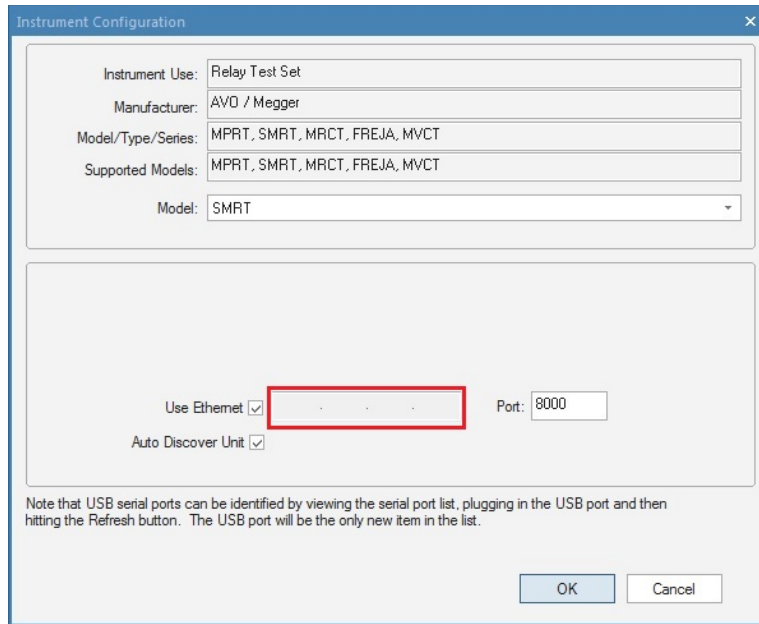 Instrument Configuration
Instrument Use: Relay Test Set
Manufacturer: AVO / Megger
Model/Type/Series: MPRT, SMRT, MRCT, FREJA, MVCT
Supported Models: MPRT, SMRT, MRCT, FREJA, MVCT
Model: SMRT
Use Ethernet . . . Port: 8000
Auto Discover Unit
Note that USB serial ports can be identified by viewing the serial port list, plugging in the USB port and then
hitting the Refresh button. The USB port will be the only new item in the list.
OK Cancel